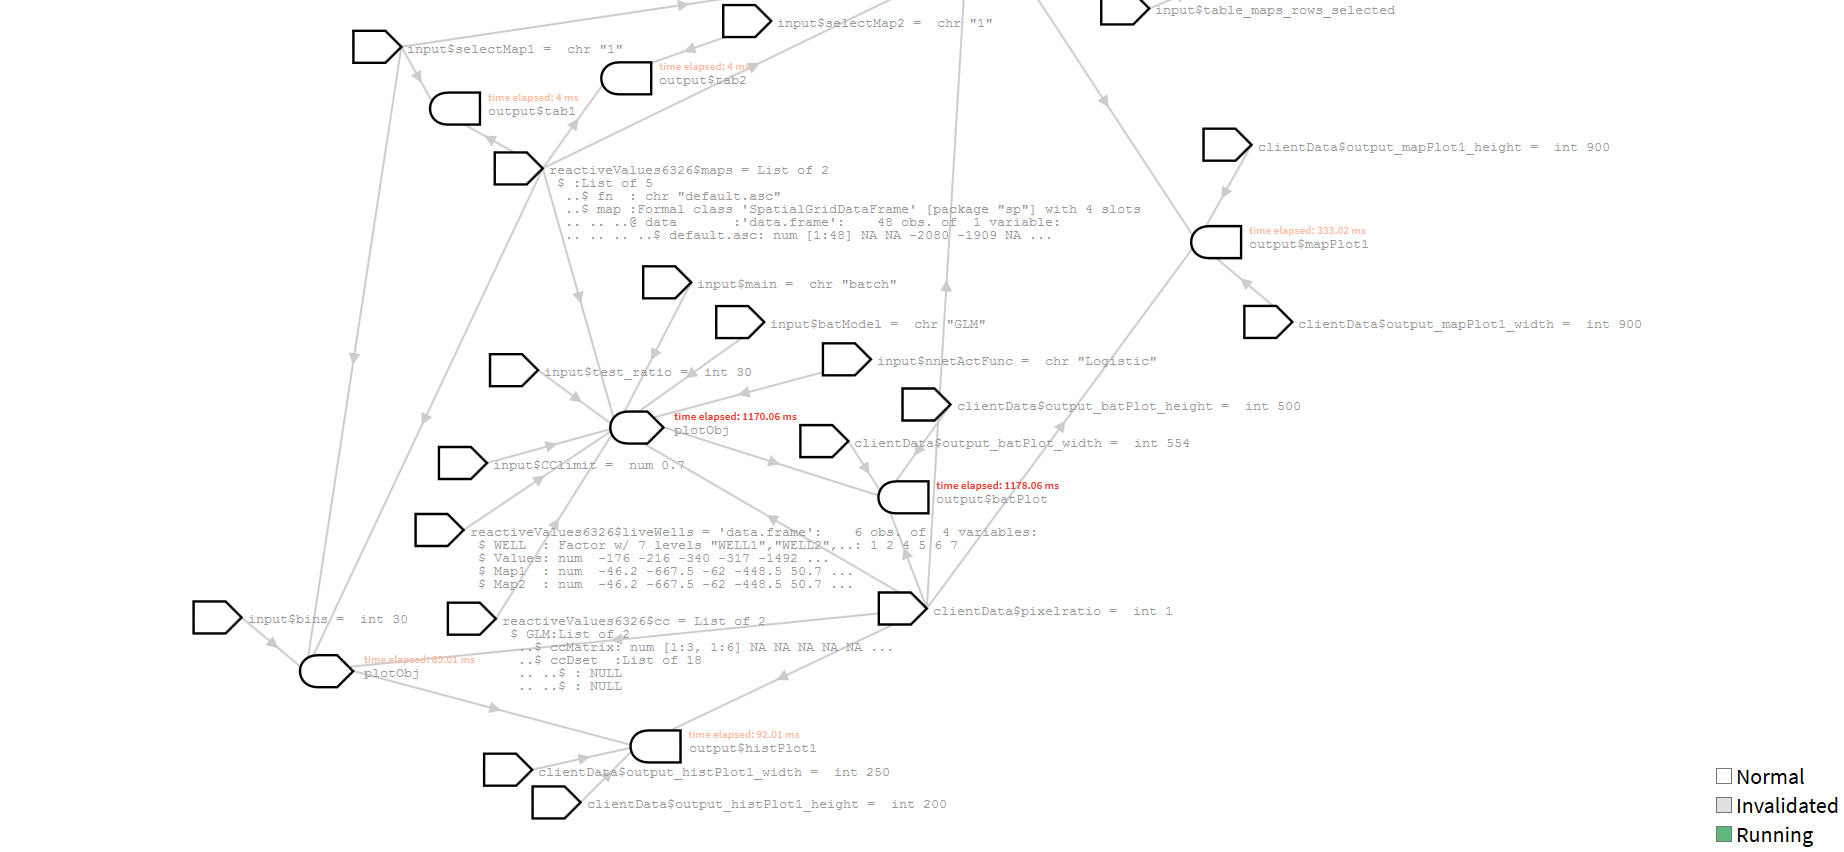 input$table_maps_rows_selected
input$selectMap2 =  chr "1"
input$selectMap1 =  chr "1"
time elapsed: 4 ms
output$tab2
time elapsed: 4 ms
output$tab1
clientData$output_mapPlot1_height =  int 900
reactiveValues6326$maps = List of 2
$ :List of 5
..$ fn  : chr "default.asc"
..$ map :Formal class 'SpatialGridDataFrame' [package "sp"] with 4 slots
.. .. ..@ data       :'data.frame':    48 obs. of  1 variable:
.. .. .. ..$ default.asc: num [1:48] NA NA -2080 -1909 NA ...
time elapsed: 333.02 ms
output$mapPlot1
input$main =  chr "batch"
input$batModel =  chr "GLM"
clientData$output_mapPlot1_width =  int 900
input$nnetActFunc =  chr "Logistic"
input$test_ratio =  int 30
clientData$output_batPlot_height =  int 500
time elapsed: 1170.06 ms
plotObj
clientData$output_batPlot_width =  int 554
input$CClimit =  num 0.7
time elapsed: 1178.06 ms
output$batPlot
reactiveValues6326$liveWells = 'data.frame':    6 obs. of  4 variables:
$ WELL  : Factor w/ 7 levels "WELL1","WELL2",..: 1 2 4 5 6 7
$ Values: num  -176 -216 -340 -317 -1492 ...
$ Map1  : num  -46.2 -667.5 -62 -448.5 50.7 ...
$ Map2  : num  -46.2 -667.5 -62 -448.5 50.7 ...
clientData$pixelratio =  int 1
input$bins =  int 30
reactiveValues6326$cc = List of 2
$ GLM:List of 2
..$ ccMatrix: num [1:3, 1:6] NA NA NA NA NA ...
..$ ccDset  :List of 18
.. ..$ : NULL
.. ..$ : NULL
time elapsed: 85.01 ms
plotObj
time elapsed: 92.01 ms
output$histPlot1
clientData$output_histPlot1_width =  int 250
clientData$output_histPlot1_height =  int 200
Normal
Invalidated
Running